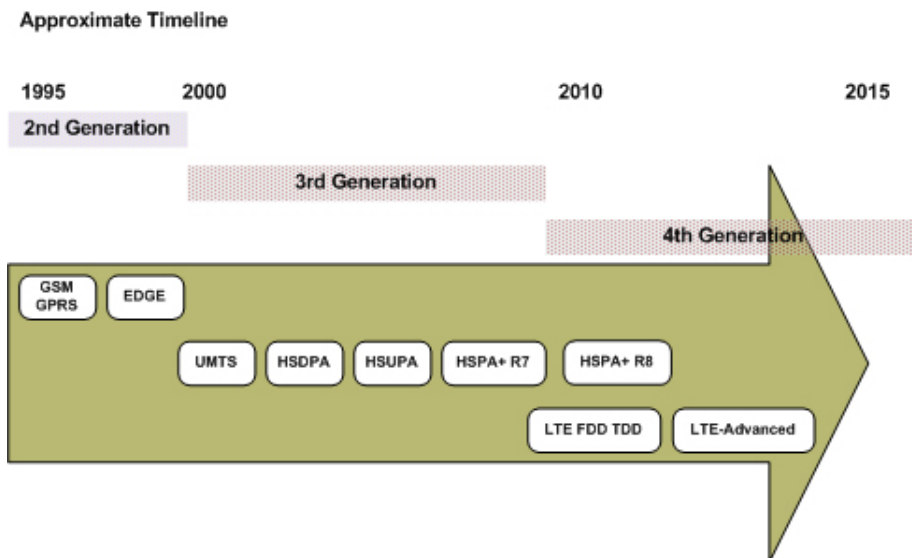 Approximate Timeline
1995 2000 2010 2015
2nd Generation
3rd Generation
4th Generation
GSM
GPRS
EDGE
UMTS HSDPA HSUPA HSPA+ R7 HSPA+ R8
LTE FDD TDD LTE-Advanced